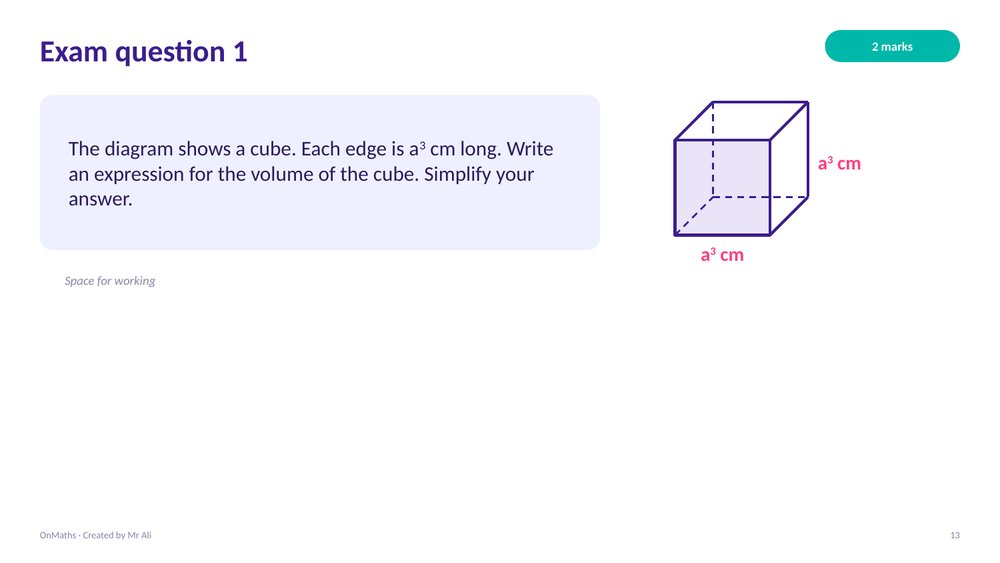 Exam question 1
2 marks
The diagram shows a cube. Each edge is a³ cm long. Write
an expression for the volume of the cube. Simplify your
answer.
a³ cm
a³ cm
Space for working
OnMaths · Created by Mr Ali
13